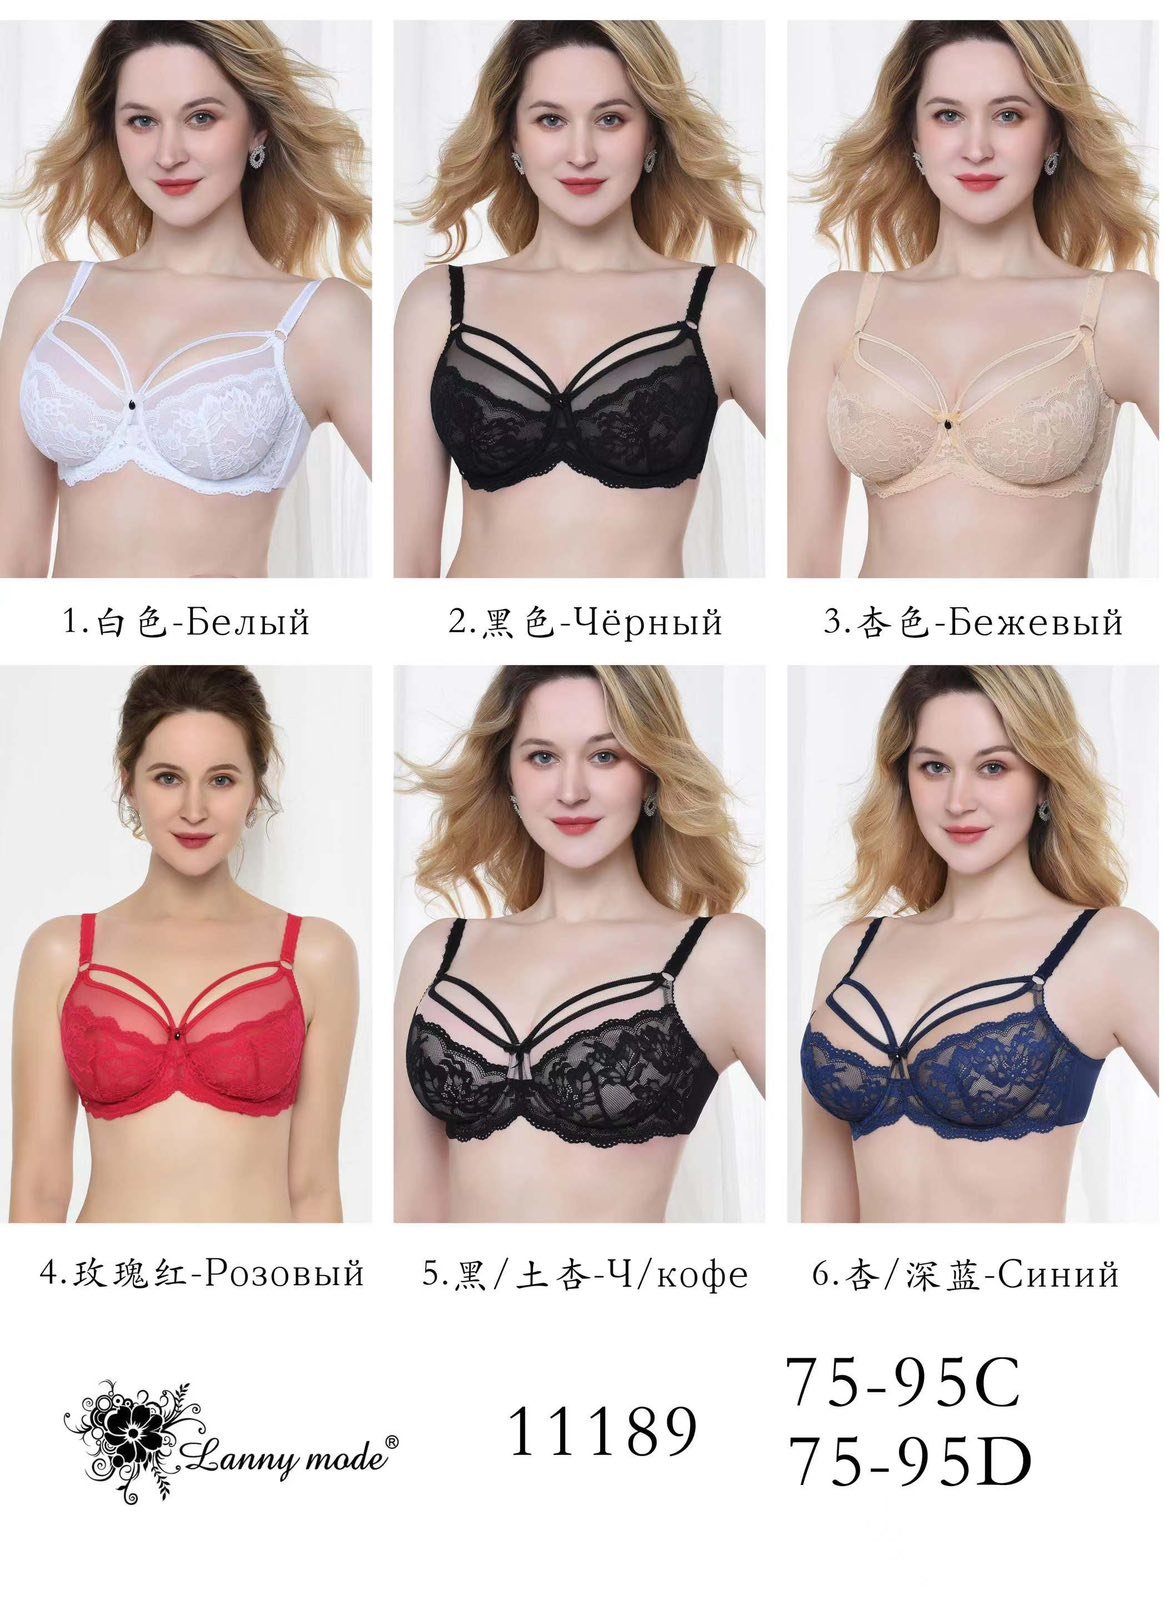 1.白色-Белый
2.黑色-Чёрный
3.杏色-Бежевый
4.玫瑰红-Розовый
5.黑/土杏-Ч/кофе
6.杏/深蓝-Синий
Lanny mode®
11189
75-95C
75-95D